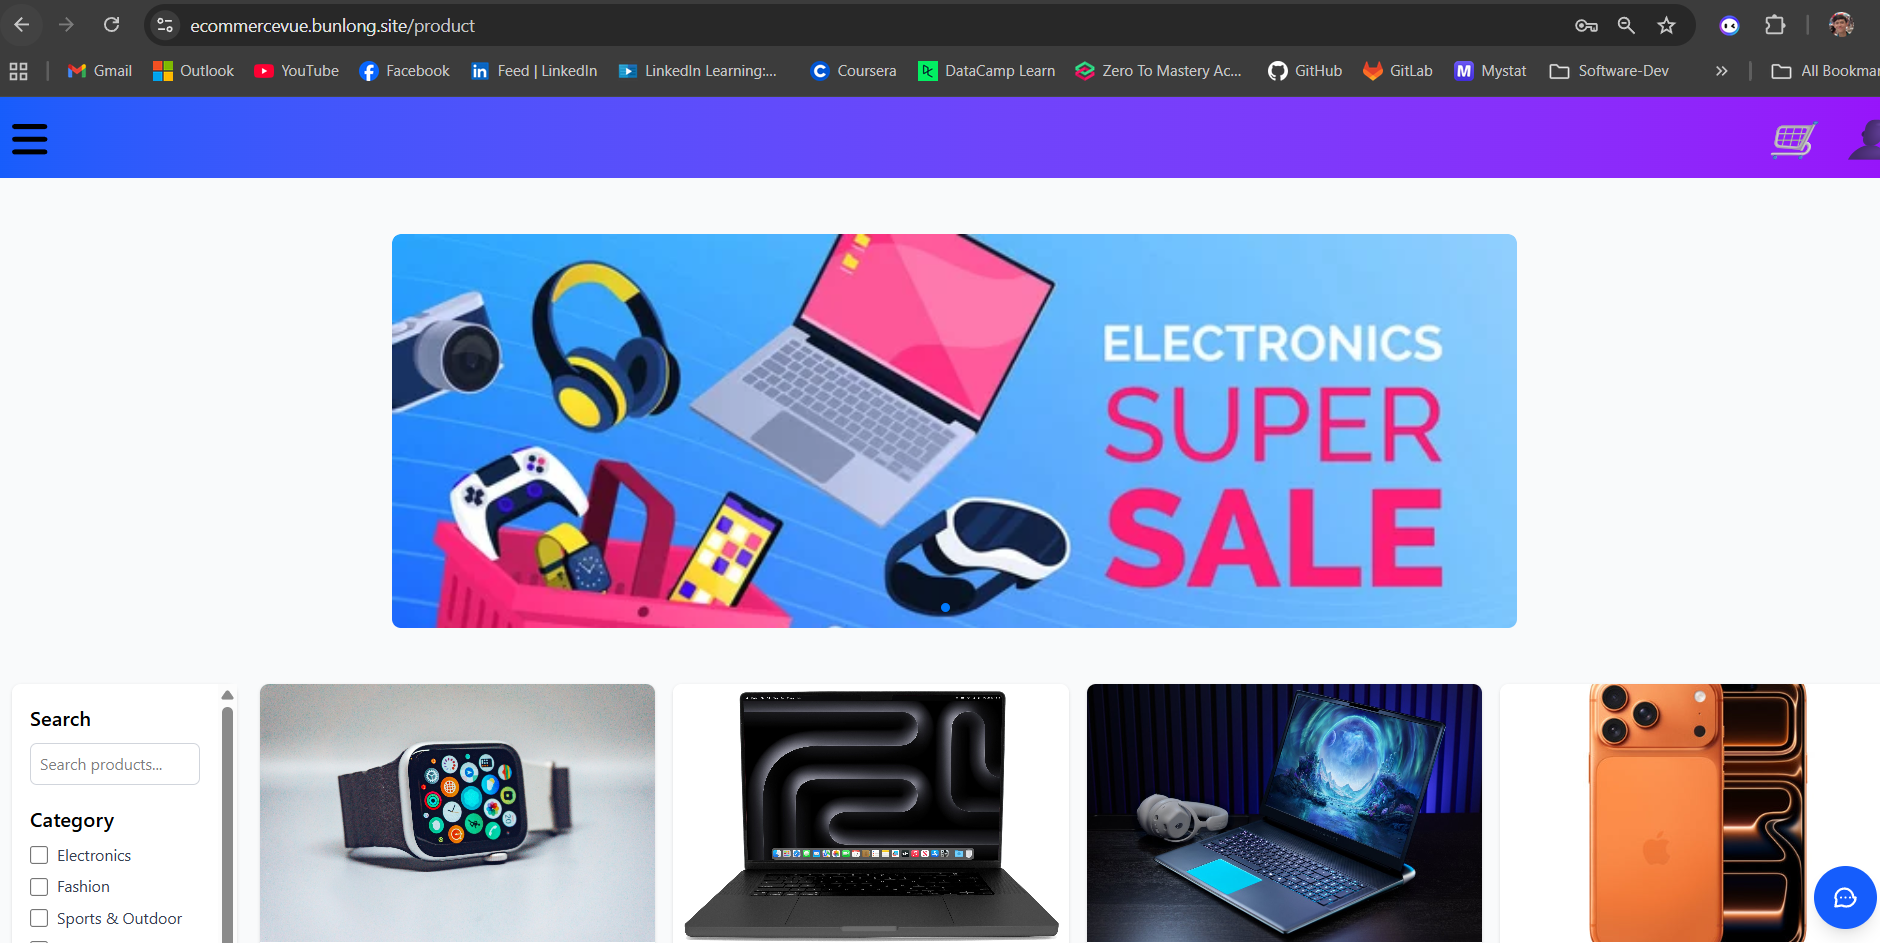 ecommercevue.bunlong.site/product
Gmail
Outlook
YouTube
Facebook
Feed | LinkedIn
LinkedIn Learning:...
Coursera
DataCamp Learn
Zero To Mastery Ac...
GitHub
GitLab
Mystat
Software-Dev
All Bookmar
ELECTRONICS
SUPER
SALE
Search
Search products...
Category
Electronics
Fashion
Sports & Outdoor